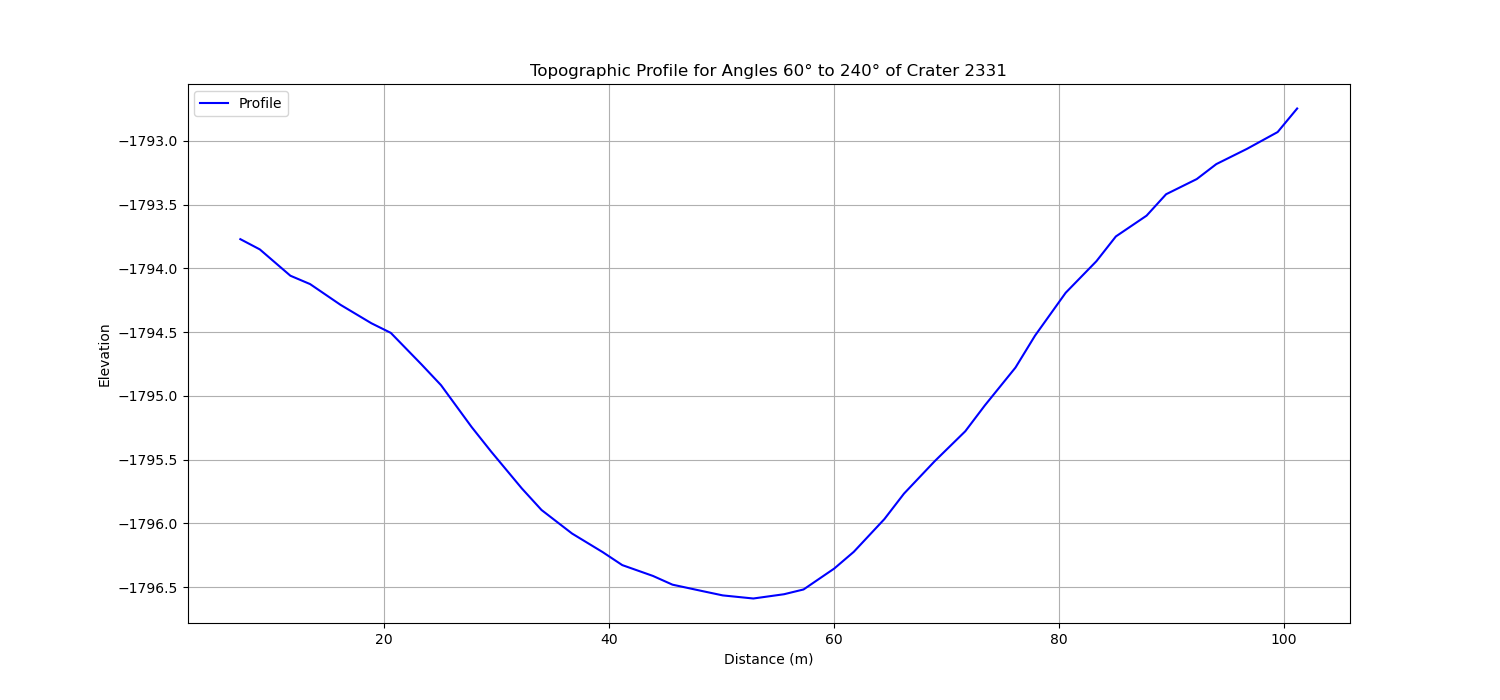 Topographic Profile for Angles 60° to 240° of Crater 2331
Profile
−1793.0
−1793.5
−1794.0
−1794.5
−1795.0
−1795.5
−1796.0
−1796.5
Elevation
20 40 60 80 100
Distance (m)